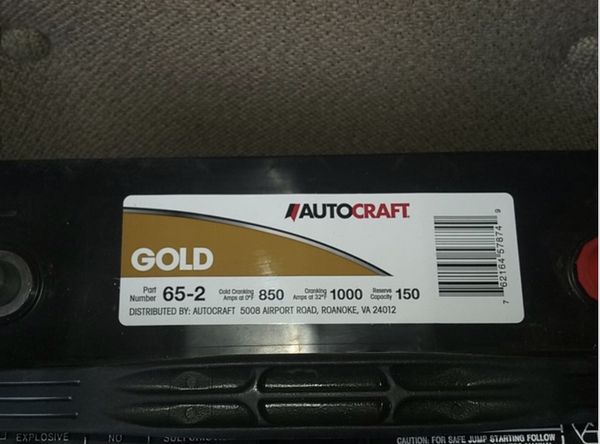 AUTOCRAFT
GOLD
Part Number 65-2 Cold Cranking Amps at 0°F 850 Cranking Amps at 32°F 1000 Reserve Capacity 150
DISTRIBUTED BY: AUTOCRAFT 5008 AIRPORT ROAD, ROANOKE, VA 24012
7 62164 57874 9
EXPLOSIVE NO SULFURIC CAUTION: FOR SAFE JUMP STARTING FOLLOW